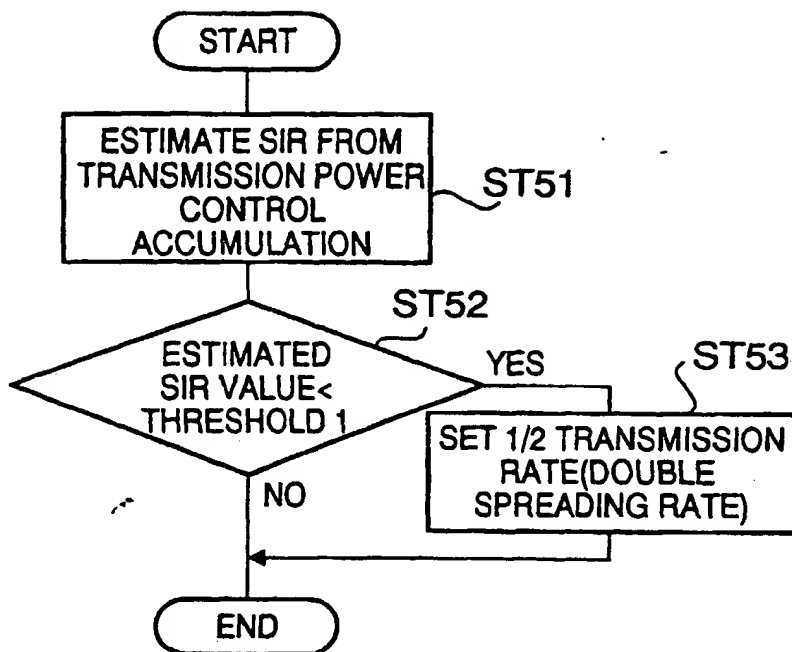 START
ESTIMATE SIR FROM
TRANSMISSION POWER
CONTROL
ACCUMULATION
ST51
ST52
ESTIMATED
SIR VALUE<
THRESHOLD 1
YES
ST53
SET 1/2 TRANSMISSION
RATE(DOUBLE
SPREADING RATE)
NO
END